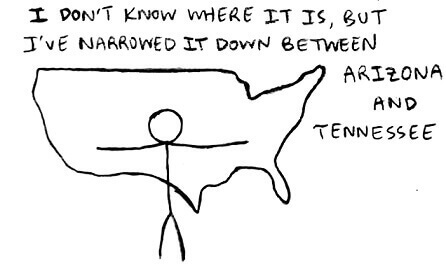 I DON'T KNOW WHERE IT IS, BUT
I'VE NARROWED IT DOWN BETWEEN
ARIZONA
AND
TENNESSEE